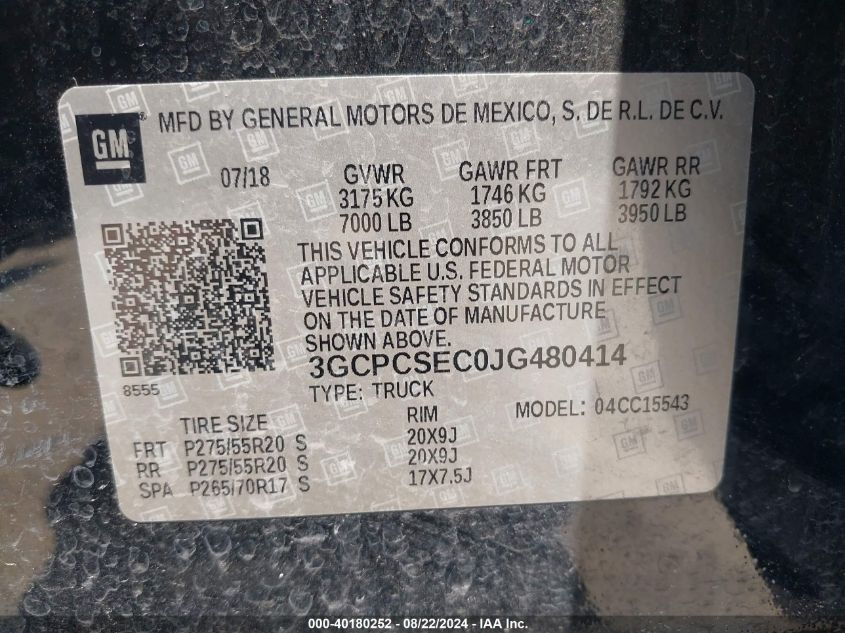 GM MFD BY GENERAL MOTORS DE MEXICO, S. DE R.L. DE C.V.
07/18 GVWR GAWR FRT GAWR RR
3175 KG 1746 KG 1792 KG
7000 LB 3850 LB 3950 LB
THIS VEHICLE CONFORMS TO ALL
APPLICABLE U.S. FEDERAL MOTOR
VEHICLE SAFETY STANDARDS IN EFFECT
ON THE DATE OF MANUFACTURE
SHOWN ABOVE.
3GCPCSEC0JG480414
8555 TYPE: TRUCK
MODEL: 04CC15543
TIRE SIZE RIM
FRT P275/55R20 S 20X9J
RR P275/55R20 S 20X9J
SPA P265/70R17 S 17X7.5J
000-40180252 - 08/22/2024 - IAA Inc.